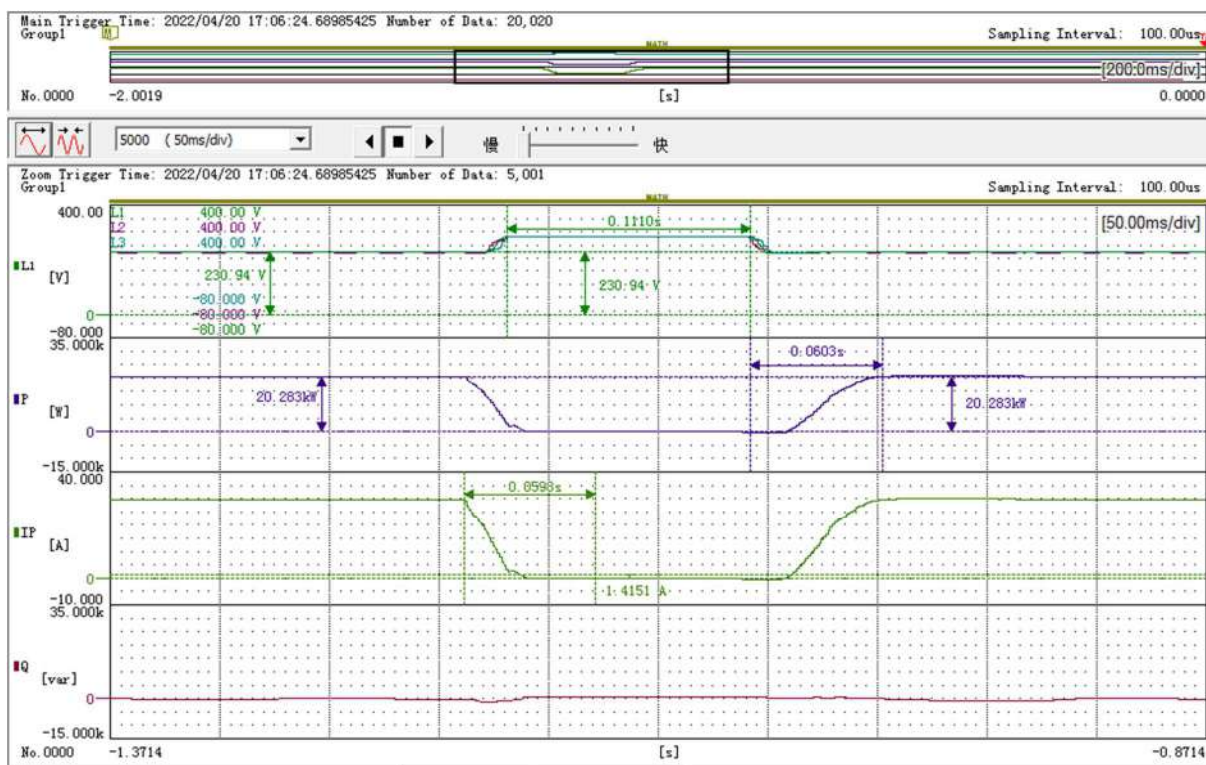 Main Trigger Time: 2022/04/20 17:06:24.68985425 Number of Data: 20,020
Group1
Sampling Interval: 100.00us
M
MATH
[200.0ms/div]
No.0000 -2.0019 [s] 0.0000
5000 ( 50ms/div) 慢 快
Zoom Trigger Time: 2022/04/20 17:06:24.68985425 Number of Data: 5,001
Group1
Sampling Interval: 100.00us
MATH
400.00 L1 400.00 V
L2 400.00 V
L3 400.00 V
0.1110s
[50.00ms/div]
L1
[V]
230.94 V
230.94 V
-80.000 V
-80.000 V
-80.000 V
0
-80.000
35.000k
0.0603s
P
[W]
20.283kW
20.283kW
0
-15.000k
40.000
0.0598s
IP
[A]
0
1.4151 A
-10.000
35.000k
Q
[var]
0
-15.000k
No.0000 -1.3714 [s] -0.8714